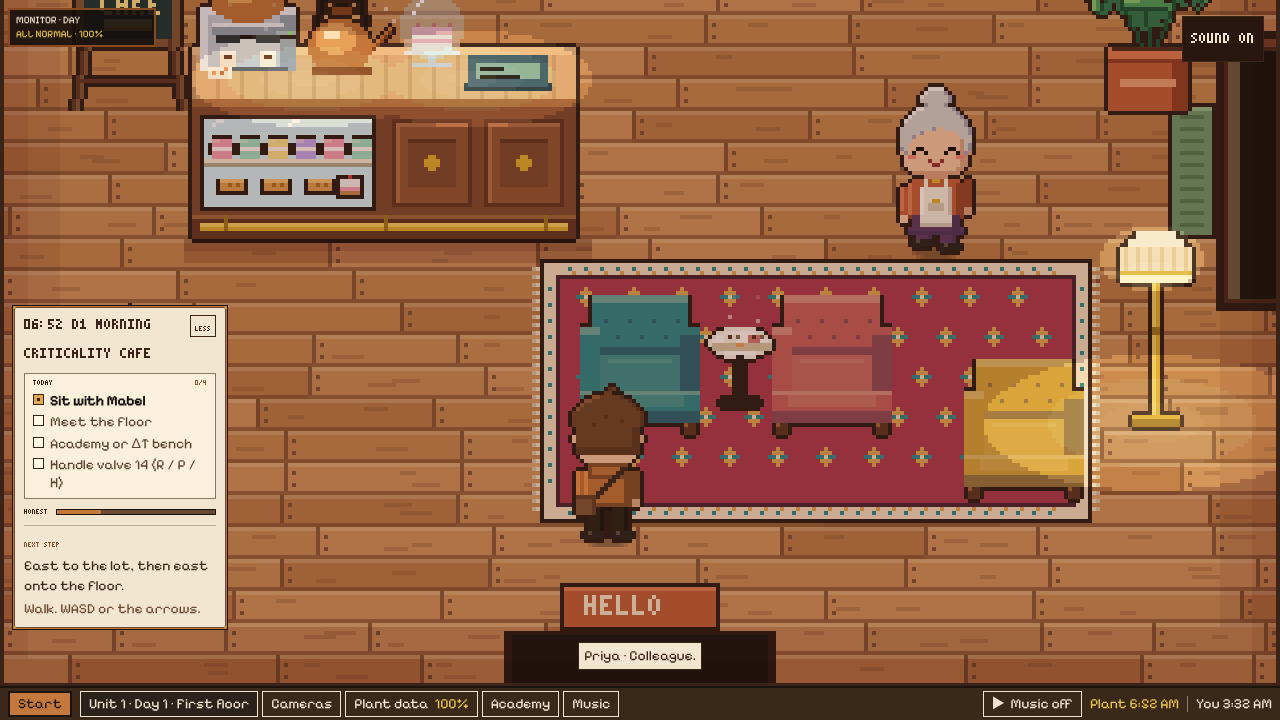 MONITOR · DAY
ALL NORMAL · 100%
SOUND ON
06:52 D1 MORNING
LESS
CRITICALITY CAFE
TODAY
0/4
Sit with Mabel
Meet the floor
Academy or ΔT bench
Handle valve 14 (R / P /
H)
HONEST
NEXT STEP
East to the lot, then east
onto the floor.
Walk. WASD or the arrows.
HELLO
Priya · Colleague.
Start
Unit 1 · Day 1 · First floor
Cameras
Plant data 100%
Academy
Music
▶ Music off
Plant 6:52 AM
You 3:32 AM